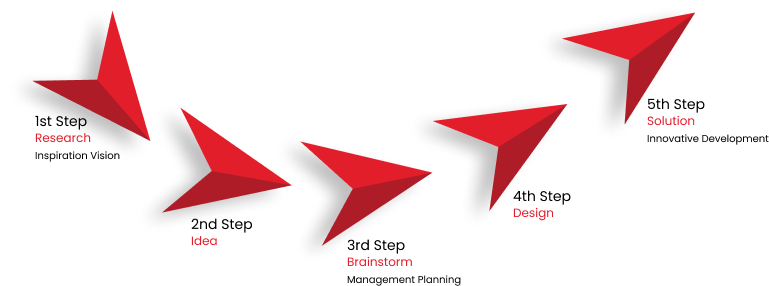 1st Step
Research
Inspiration Vision
2nd Step
Idea
3rd Step
Brainstorm
Management Planning
4th Step
Design
5th Step
Solution
Innovative Development